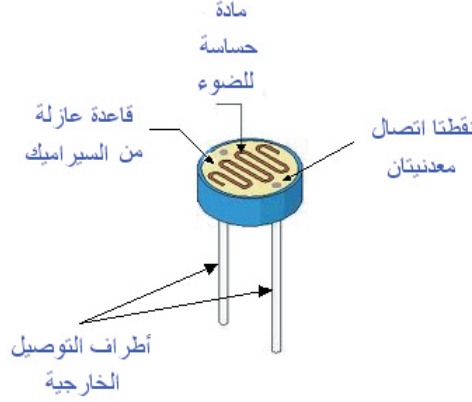 مادة
حساسة
للضوء
نقطتا اتصال
معدنيتان
قاعدة عازلة
من السيراميك
أطراف التوصيل
الخارجية